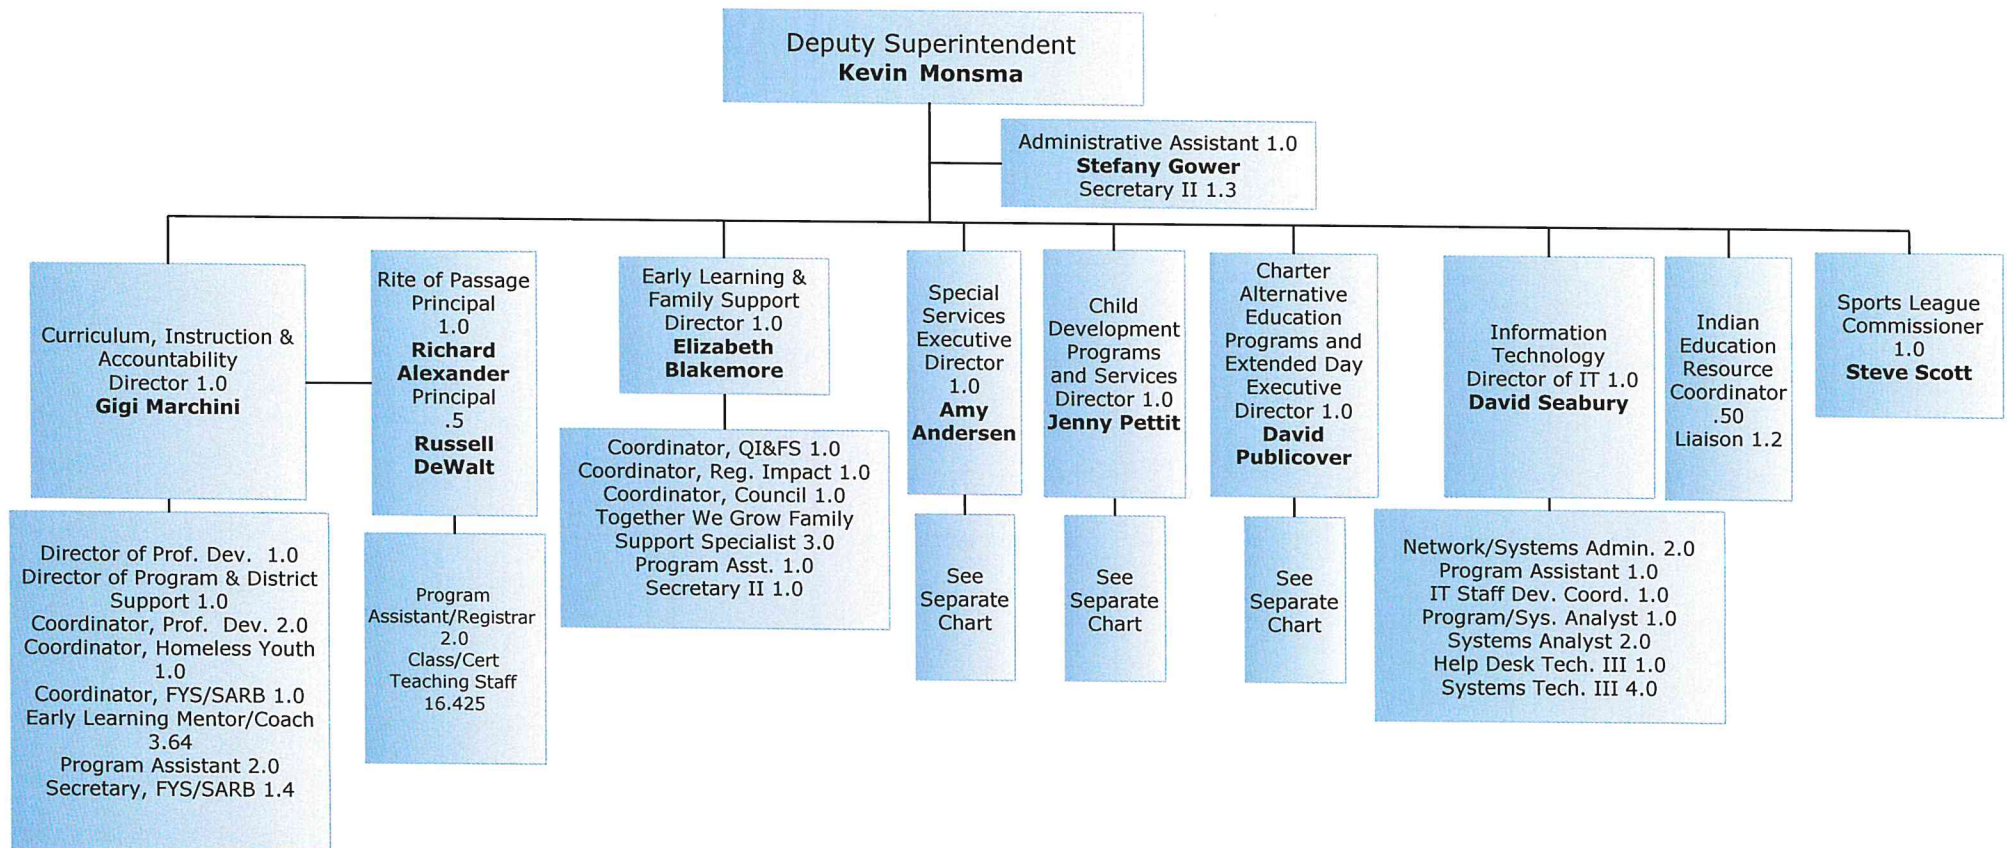 Deputy Superintendent
Kevin Monsma
Administrative Assistant 1.0
Stefany Gower
Secretary II 1.3
Curriculum, Instruction &
Accountability
Director 1.0
Gigi Marchini
Rite of Passage
Principal
1.0
Richard
Alexander
Principal
.5
Russell
DeWalt
Early Learning &
Family Support
Director 1.0
Elizabeth
Blakemore
Special
Services
Executive
Director
1.0
Amy
Andersen
Child
Development
Programs
and Services
Director 1.0
Jenny Pettit
Charter
Alternative
Education
Programs and
Extended Day
Executive
Director 1.0
David
Publicover
Information
Technology
Director of IT 1.0
David Seabury
Indian
Education
Resource
Coordinator
.50
Liaison 1.2
Sports League
Commissioner
1.0
Steve Scott
Director of Prof. Dev. 1.0
Director of Program & District
Support 1.0
Coordinator, Prof. Dev. 2.0
Coordinator, Homeless Youth
1.0
Coordinator, FYS/SARB 1.0
Early Learning Mentor/Coach
3.64
Program Assistant 2.0
Secretary, FYS/SARB 1.4
Program
Assistant/Registrar
2.0
Class/Cert
Teaching Staff
16.425
Coordinator, QI&FS 1.0
Coordinator, Reg. Impact 1.0
Coordinator, Council 1.0
Together We Grow Family
Support Specialist 3.0
Program Asst. 1.0
Secretary II 1.0
See
Separate
Chart
See
Separate
Chart
See
Separate
Chart
Network/Systems Admin. 2.0
Program Assistant 1.0
IT Staff Dev. Coord. 1.0
Program/Sys. Analyst 1.0
Systems Analyst 2.0
Help Desk Tech. III 1.0
Systems Tech. III 4.0